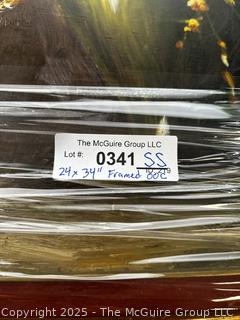 The McGuire Group LLC
Lot #: 0341 SS
24 x 34" Framed OOC
Copyright 2025 - The McGuire Group LLC